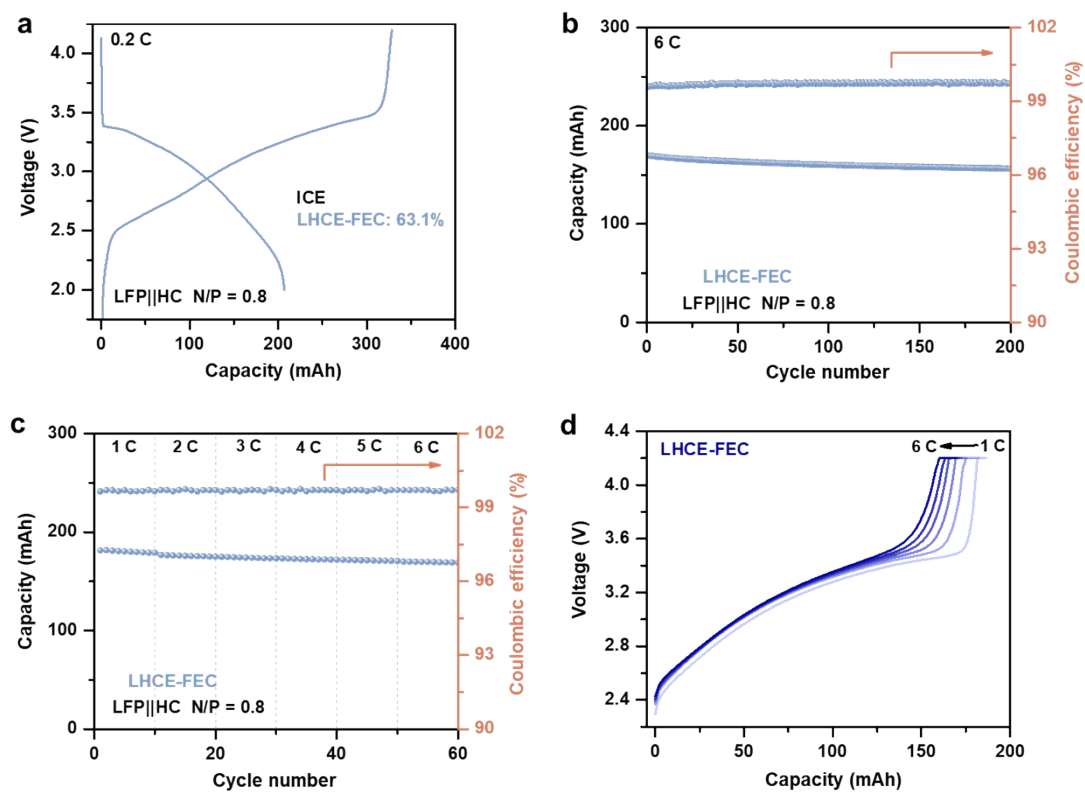 a
0.2 C
4.0
3.5
3.0
2.5
2.0
Voltage (V)
ICE
LHCE-FEC: 63.1%
LFP||HC N/P = 0.8
0 100 200 300 400
Capacity (mAh)
b
6 C
300
250
200
150
100
50
0
Capacity (mAh)
102
99
96
93
90
Coulombic efficiency (%)
LHCE-FEC
LFP||HC N/P = 0.8
0 50 100 150 200
Cycle number
c
1 C 2 C 3 C 4 C 5 C 6 C
300
200
100
0
Capacity (mAh)
102
99
96
93
90
Coulombic efficiency (%)
LHCE-FEC
LFP||HC N/P = 0.8
0 20 40 60
Cycle number
d
LHCE-FEC
6 C 1 C
4.4
4.0
3.6
3.2
2.8
2.4
Voltage (V)
0 50 100 150 200
Capacity (mAh)